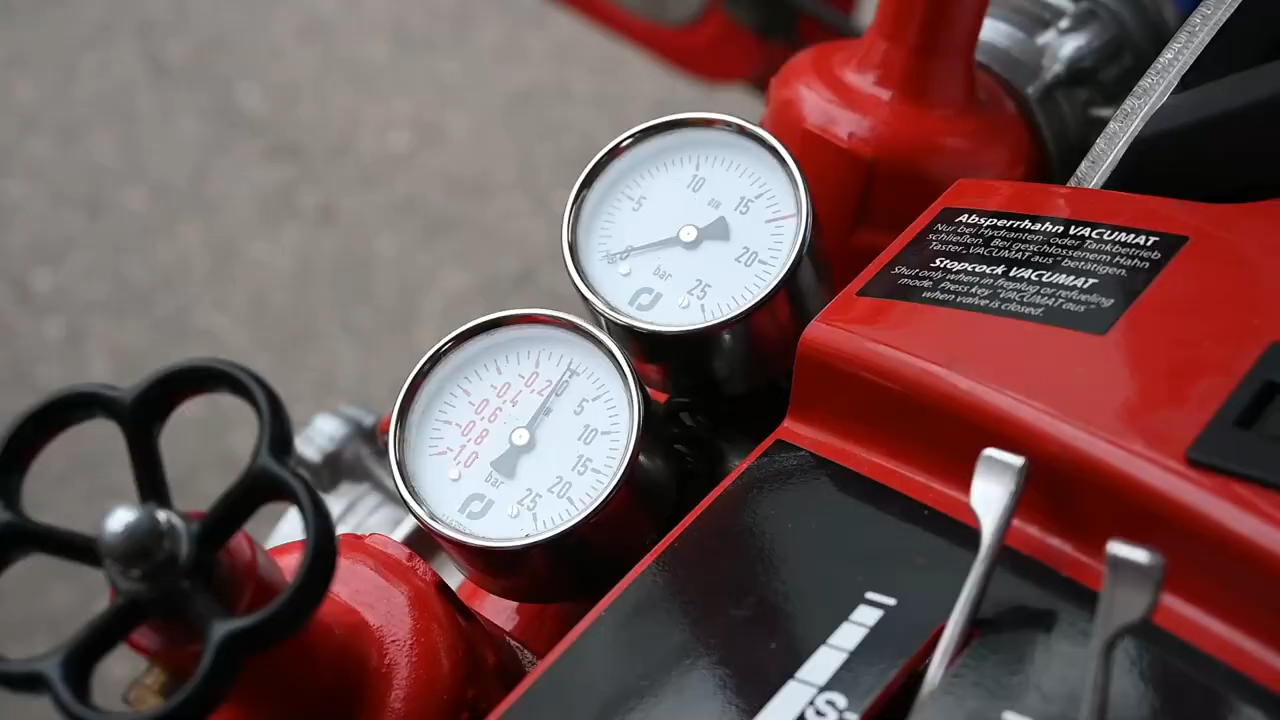 5
10
15
20
25
0
bar
-0,2
-0,4
-0,6
-0,8
-1,0
0
5
10
15
20
25
bar
Absperrhahn VACUMAT
Nur bei Hydranten- oder Tankbetrieb
schließen. Bei geschlossenem Hahn
Taster „VACUMAT aus" betätigen.
Stopcock VACUMAT
Shut only when in freplug or refueling
mode. Press key "VACUMAT aus"
when valve is closed.